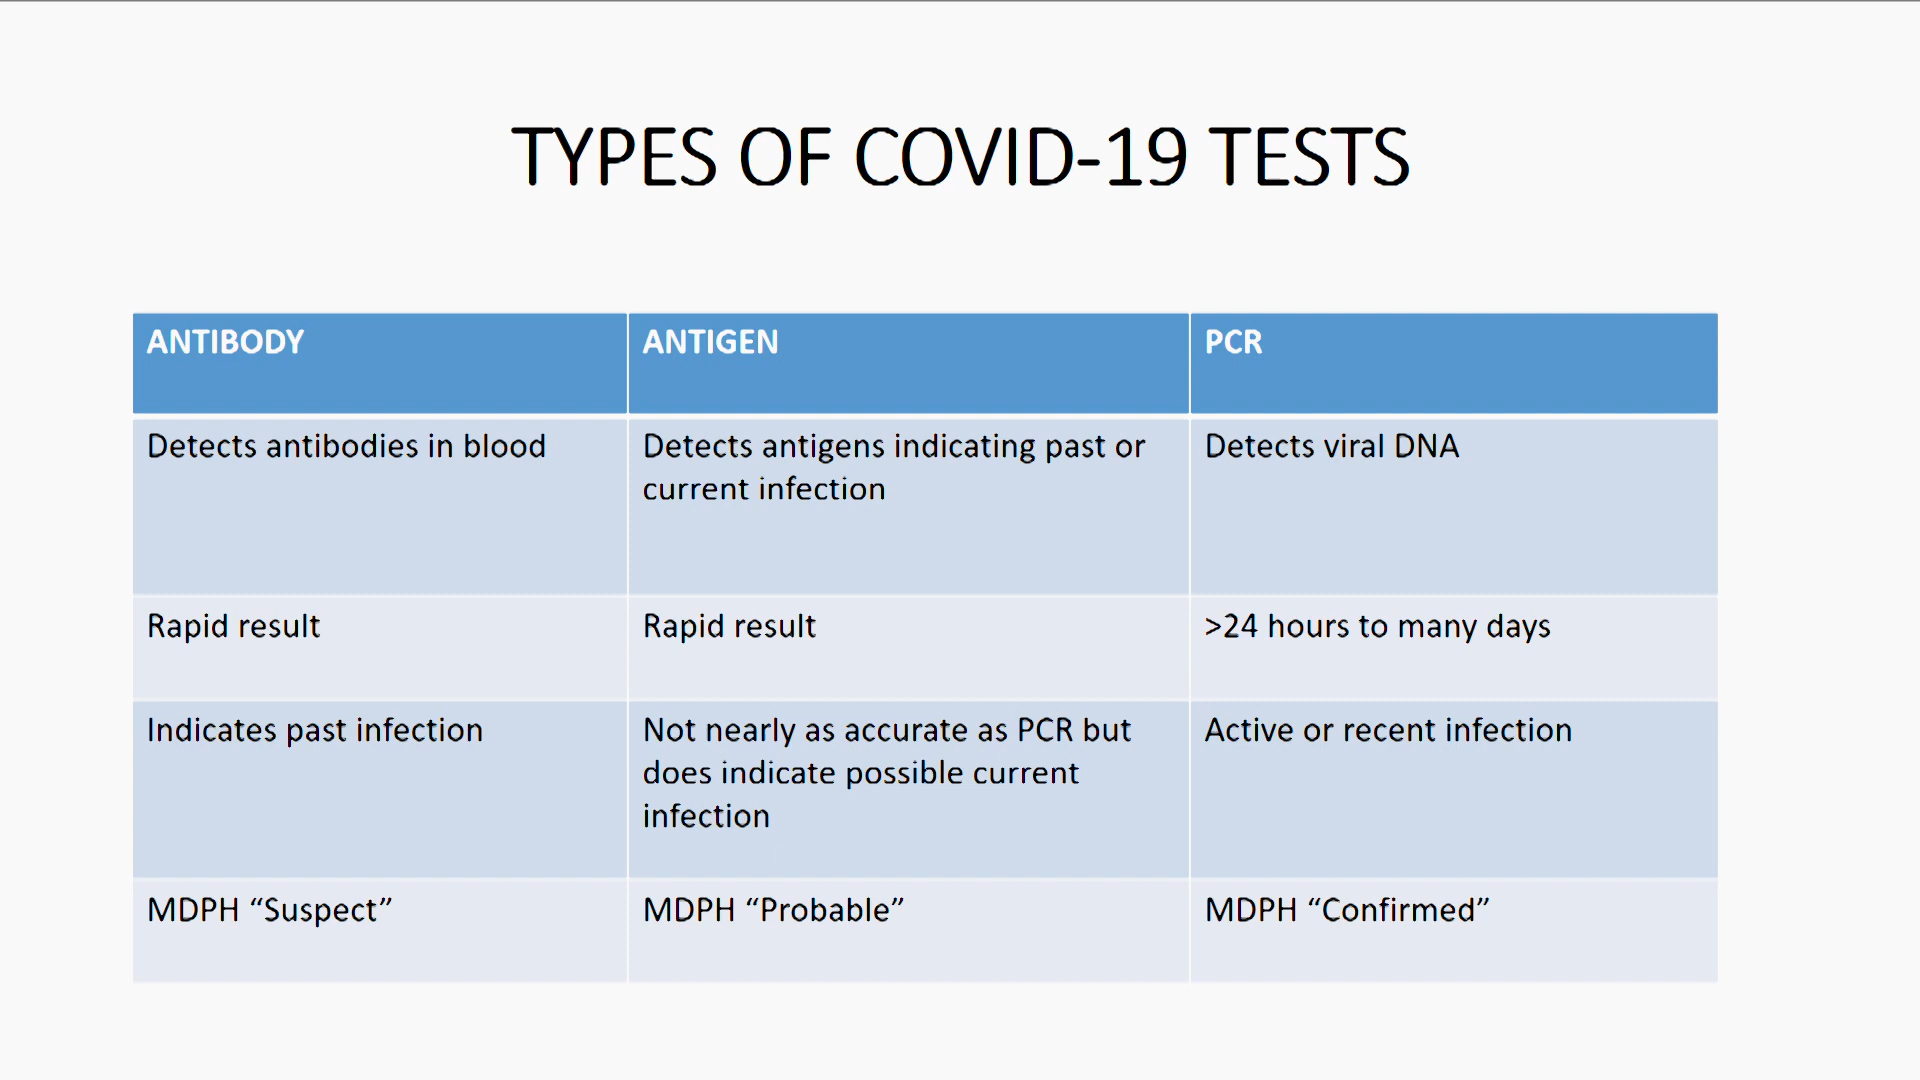 TYPES OF COVID-19 TESTS
ANTIBODY
ANTIGEN
PCR
Detects antibodies in blood
Detects antigens indicating past or
current infection
Detects viral DNA
Rapid result
Rapid result
>24 hours to many days
Indicates past infection
Not nearly as accurate as PCR but
does indicate possible current
infection
Active or recent infection
MDPH “Suspect”
MDPH “Probable”
MDPH “Confirmed”